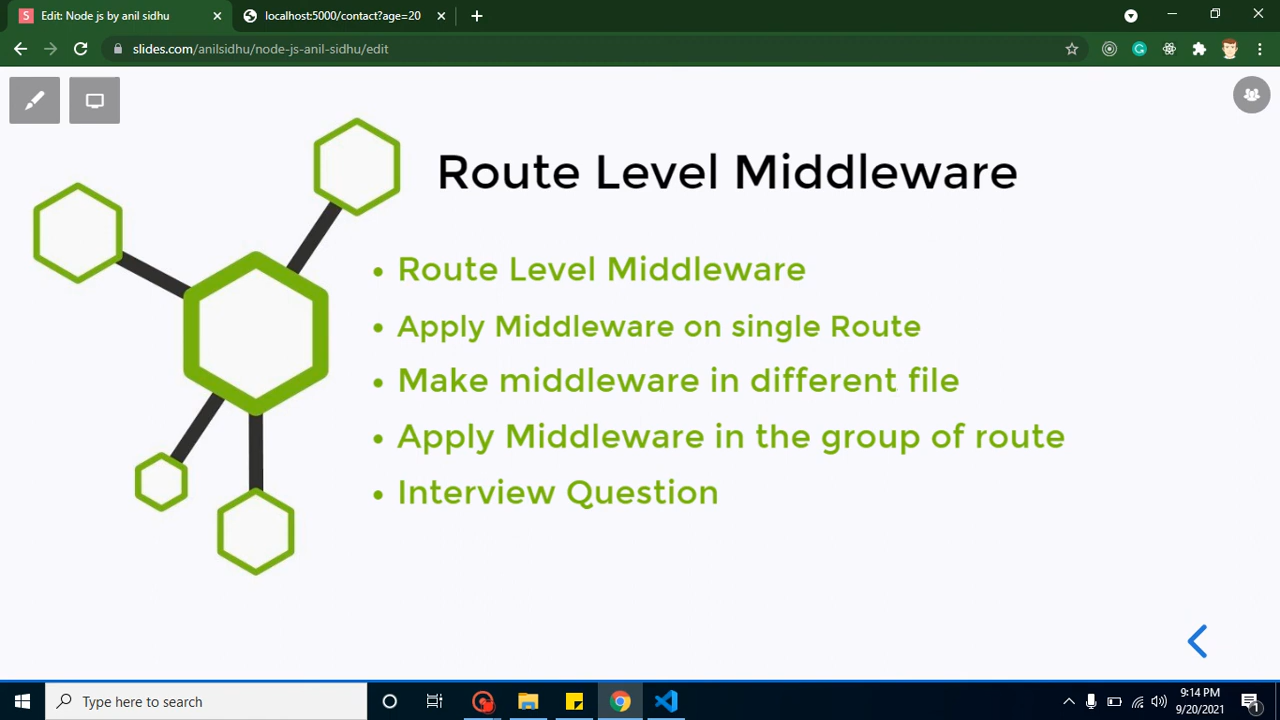 Edit: Node js by anil sidhu
localhost:5000/contact?age=20
slides.com/anilsidhu/node-js-anil-sidhu/edit
Route Level Middleware
• Route Level Middleware
• Apply Middleware on single Route
• Make middleware in different file
• Apply Middleware in the group of route
• Interview Question
Type here to search
9:14 PM
9/20/2021
1